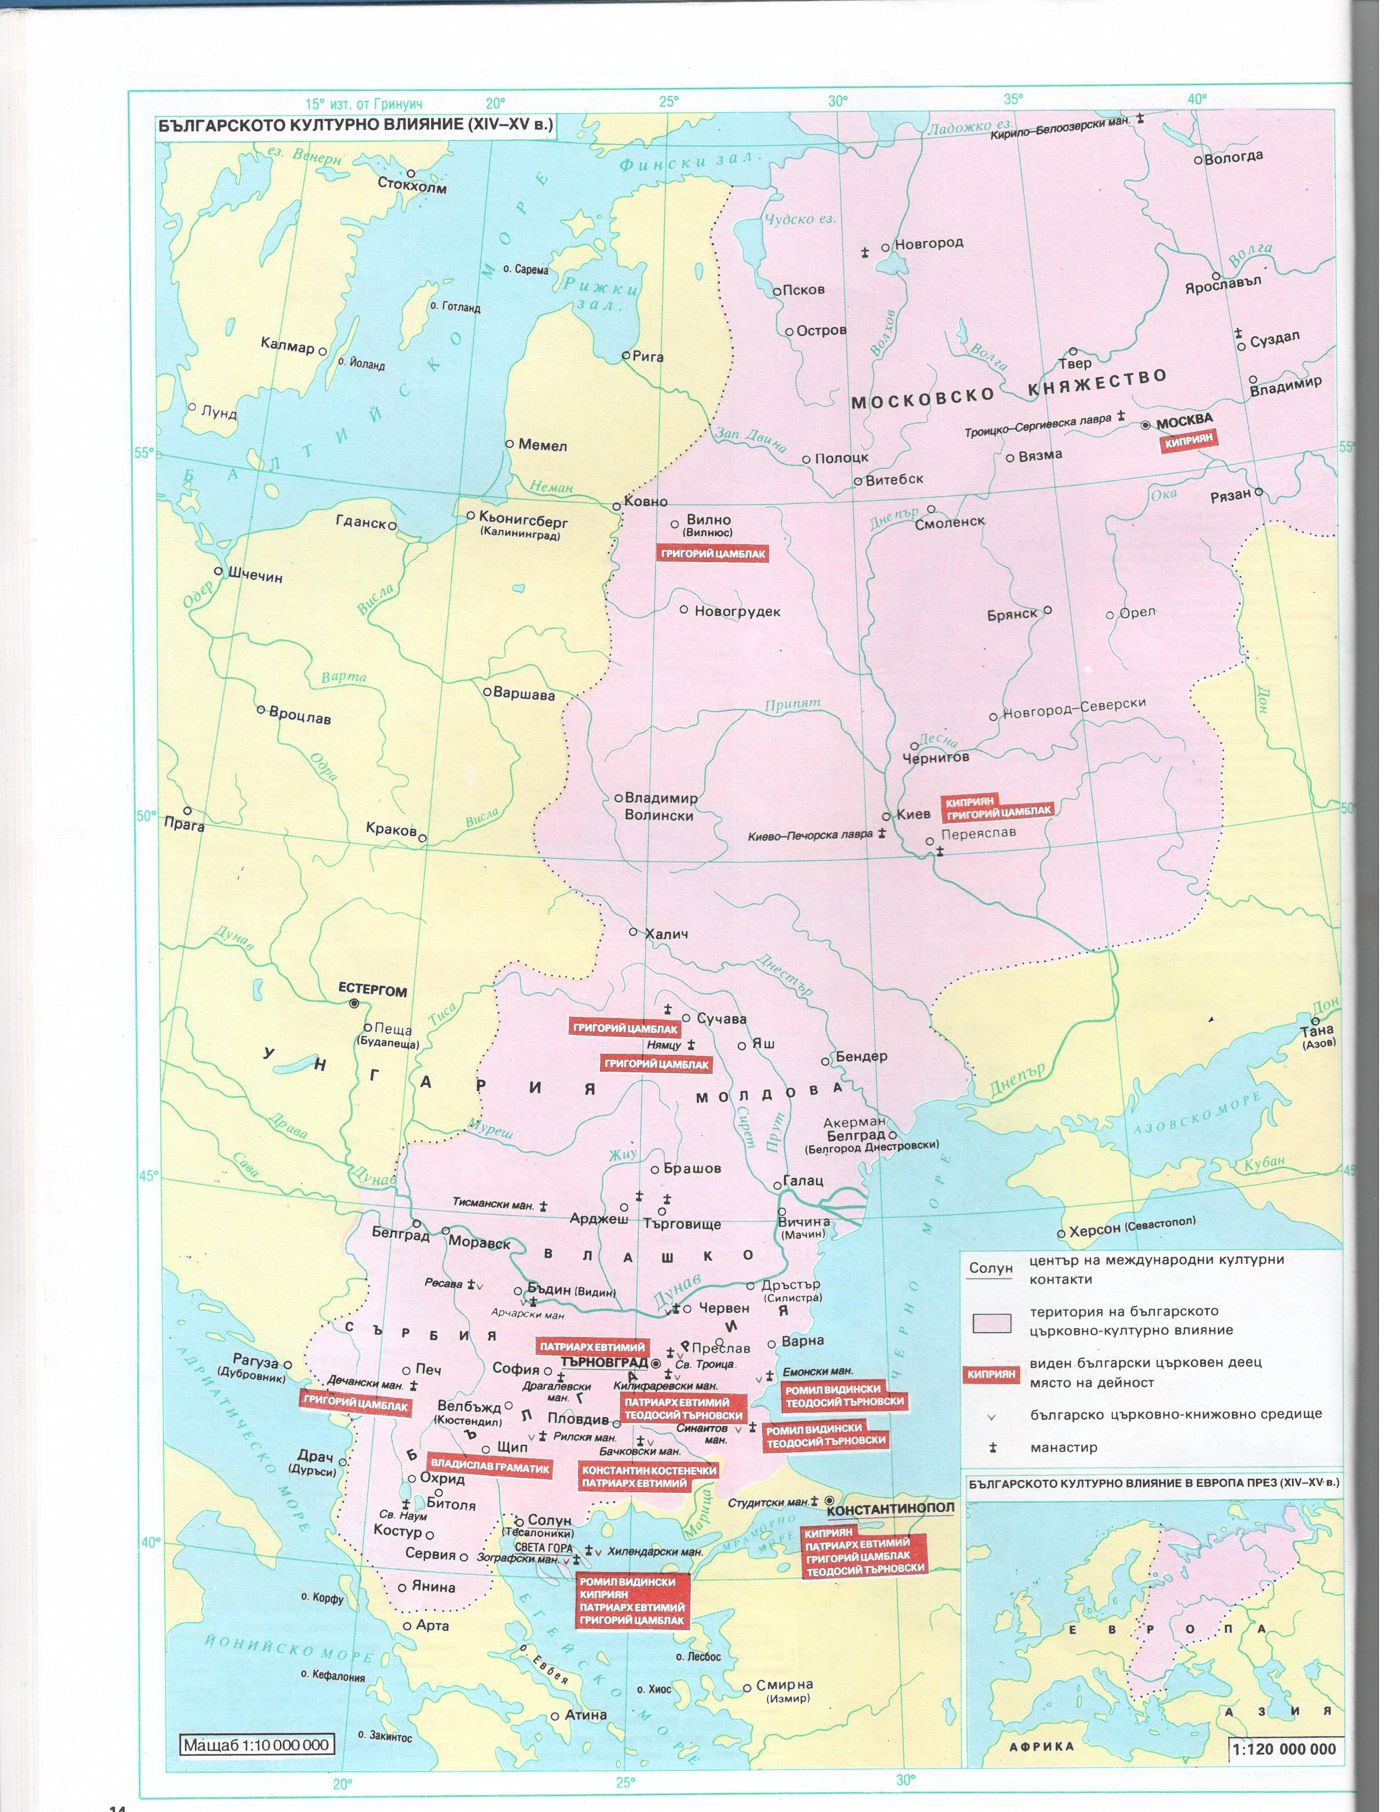 15° изт. от Гринуич
20°
25°
30°
35°
40°
БЪЛГАРСКОТО КУЛТУРНО ВЛИЯНИЕ (XIV–XV в.)
ез. Венерн
Стокхолм
Фински зал.
Ладожко ез.
Кирило–Белоозерски ман.
Вологда
Чудско ез.
Новгород
о. Сарема
Рижки
зал.
Псков
Волга
Ярославъл
о. Готланд
Остров
Волхов
Суздал
Калмар
о. Йоланд
Рига
Волга
Твер
Владимир
МОСКОВСКО КНЯЖЕСТВО
Лунд
БАЛТИЙСКО МОРЕ
Троицко–Сергиевска лавра
МОСКВА
КИПРИЯН
Зап Двина
55°
55°
Мемел
Полоцк
Вязма
Витебск
Неман
Ковно
Ока
Рязан
Гданск
Кьонигсберг
(Калининград)
Вилно
(Вилнюс)
Днепър
Смоленск
ГРИГОРИЙ ЦАМБЛАК
Шчечин
Одер
Висла
Новогрудек
Брянск
Орел
Варта
Варшава
Вроцлав
Припят
Новгород–Северски
Дон
Одра
Десна
Чернигов
50°
50°
Прага
Краков
Висла
Владимир
Волински
Киев
КИПРИЯН
ГРИГОРИЙ ЦАМБЛАК
Киево–Печорска лавра
Переяслав
Дунав
Халич
Днестър
ЕСТЕРГОМ
Тиса
Пеща
(Будапеща)
ГРИГОРИЙ ЦАМБЛАК
Сучава
Дон
Тана
(Азов)
Нямцу
Яш
Бендер
ГРИГОРИЙ ЦАМБЛАК
УНГАРИЯ
МОЛДОВА
Днепър
Драва
Муреш
Сирет
Прут
Акерман
Белград
(Белгород Днестровски)
АЗОВСКО МОРЕ
Сава
Дунав
Жиу
Брашов
Галац
Кубан
45°
45
Тисмански ман.
Арджеш
Търговище
Вичина
(Мачин)
Белград
Моравск
Херсон (Севастопол)
ВЛАШКО
Ресава
Бъдин (Видин)
Арчарски ман
Дунав
Дръстър
(Силистра)
Червен
ЧЕРНО МОРЕ
СЪРБИЯ
БЪЛГАРИЯ
ПАТРИАРХ ЕВТИМИЙ
Преслав
Варна
Рагуза
(Дубровник)
Печ
София
ТЪРНОВГРАД
Св. Троица
Дечански ман.
Драгалевски
ман.
Килифаревски ман.
Емонски ман.
ГРИГОРИЙ ЦАМБЛАК
ПАТРИАРХ ЕВТИМИЙ
ТЕОДОСИЙ ТЪРНОВСКИ
РОМИЛ ВИДИНСКИ
ТЕОДОСИЙ ТЪРНОВСКИ
Велбъжд
(Кюстендил)
Пловдив
Синаитов
ман.
РОМИЛ ВИДИНСКИ
ТЕОДОСИЙ ТЪРНОВСКИ
Рилски ман.
Щип
Бачковски ман.
Драч
(Дуръси)
ВЛАДИСЛАВ ГРАМАТИК
КОНСТАНТИН КОСТЕНЕЧКИ
ПАТРИАРХ ЕВТИМИЙ
Охрид
Битоля
Св. Наум
АДРИАТИЧЕСКО МОРЕ
Марица
Студитски ман.
КОНСТАНТИНОПОЛ
Костур
Солун
(Тесалоники)
МРАМОРНО
МОРЕ
40°
СВЕТА ГОРА
Сервия
Зографски ман.
Хилендарски ман.
КИПРИЯН
ПАТРИАРХ ЕВТИМИЙ
ГРИГОРИЙ ЦАМБЛАК
ТЕОДОСИЙ ТЪРНОВСКИ
о. Корфу
Янина
РОМИЛ ВИДИНСКИ
КИПРИЯН
ПАТРИАРХ ЕВТИМИЙ
ГРИГОРИЙ ЦАМБЛАК
Арта
ЙОНИЙСКО МОРЕ
ЕГЕЙСКО МОРЕ
о. Кефалония
о. Евбея
о. Лесбос
о. Хиос
Смирна
(Измир)
Атина
о. Закинтос
Мащаб 1:10 000 000
20°
25°
30°
Солун
център на международни културни
контакти
територия на българското
църковно-културно влияние
КИПРИЯН
виден български църковен деец
място на дейност
българско църковно-книжовно средище
манастир
БЪЛГАРСКОТО КУЛТУРНО ВЛИЯНИЕ В ЕВРОПА ПРЕЗ (XIV–XV в.)
ЕВРОПА
АЗИЯ
АФРИКА
1:120 000 000
14